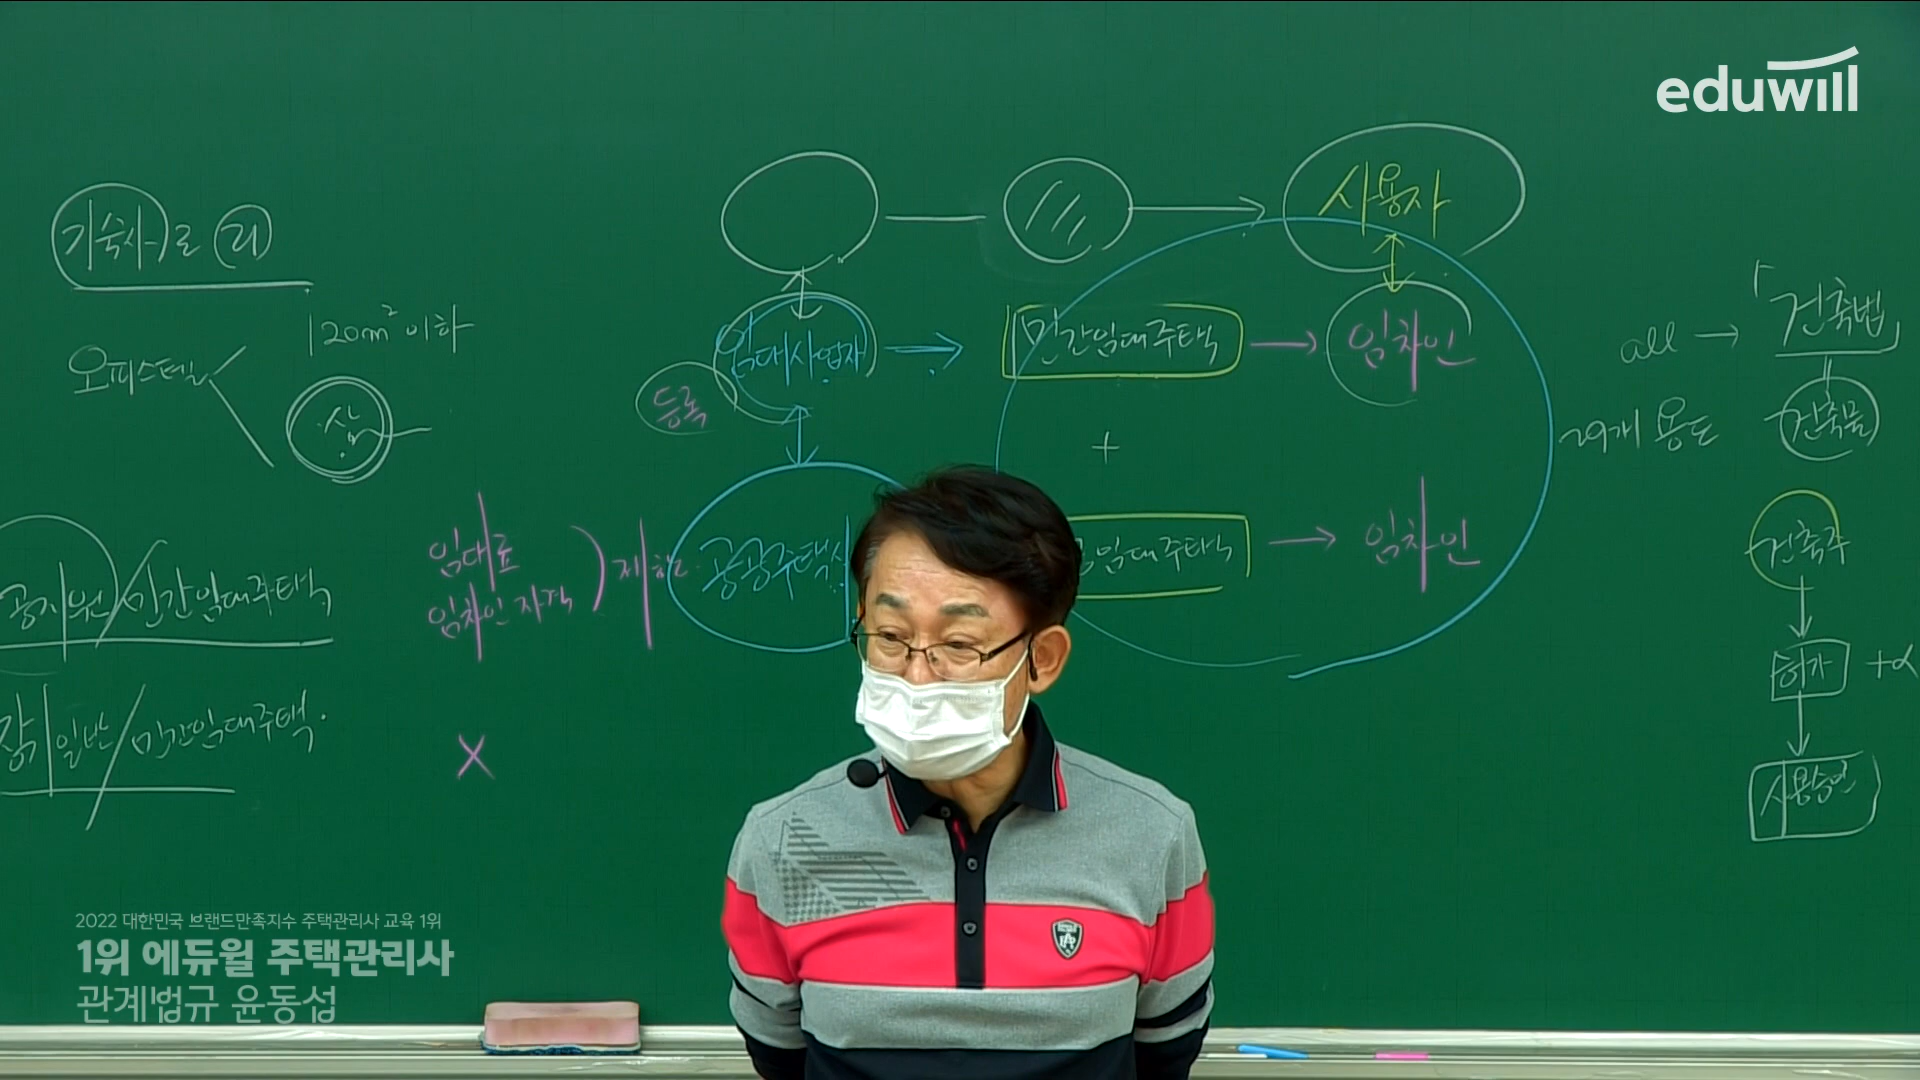 eduwill
기숙사로 리
120m² 이하
오피스텔
삶
공지원/민간임대주택
장기일반/민간임대주택.
임대료
임차인 자격
제한.
X
사용자
임대사업자
등록
민간임대주택
임차인
+
공공주택사
임대주택
임차인
all → 「건축법」
건축물
29개 용도
건축주
허가 +α
사용승인
2022 대한민국 브랜드만족지수 주택관리사 교육 1위
1위 에듀윌 주택관리사
관계법규 윤동섭